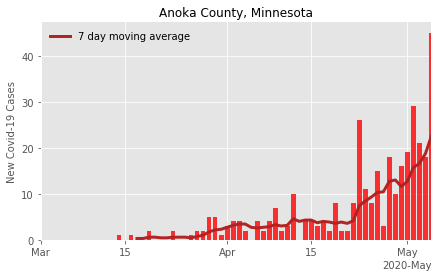 Anoka County, Minnesota
7 day moving average
New Covid-19 Cases
40
30
20
10
0
Mar
15
Apr
15
May
2020-May